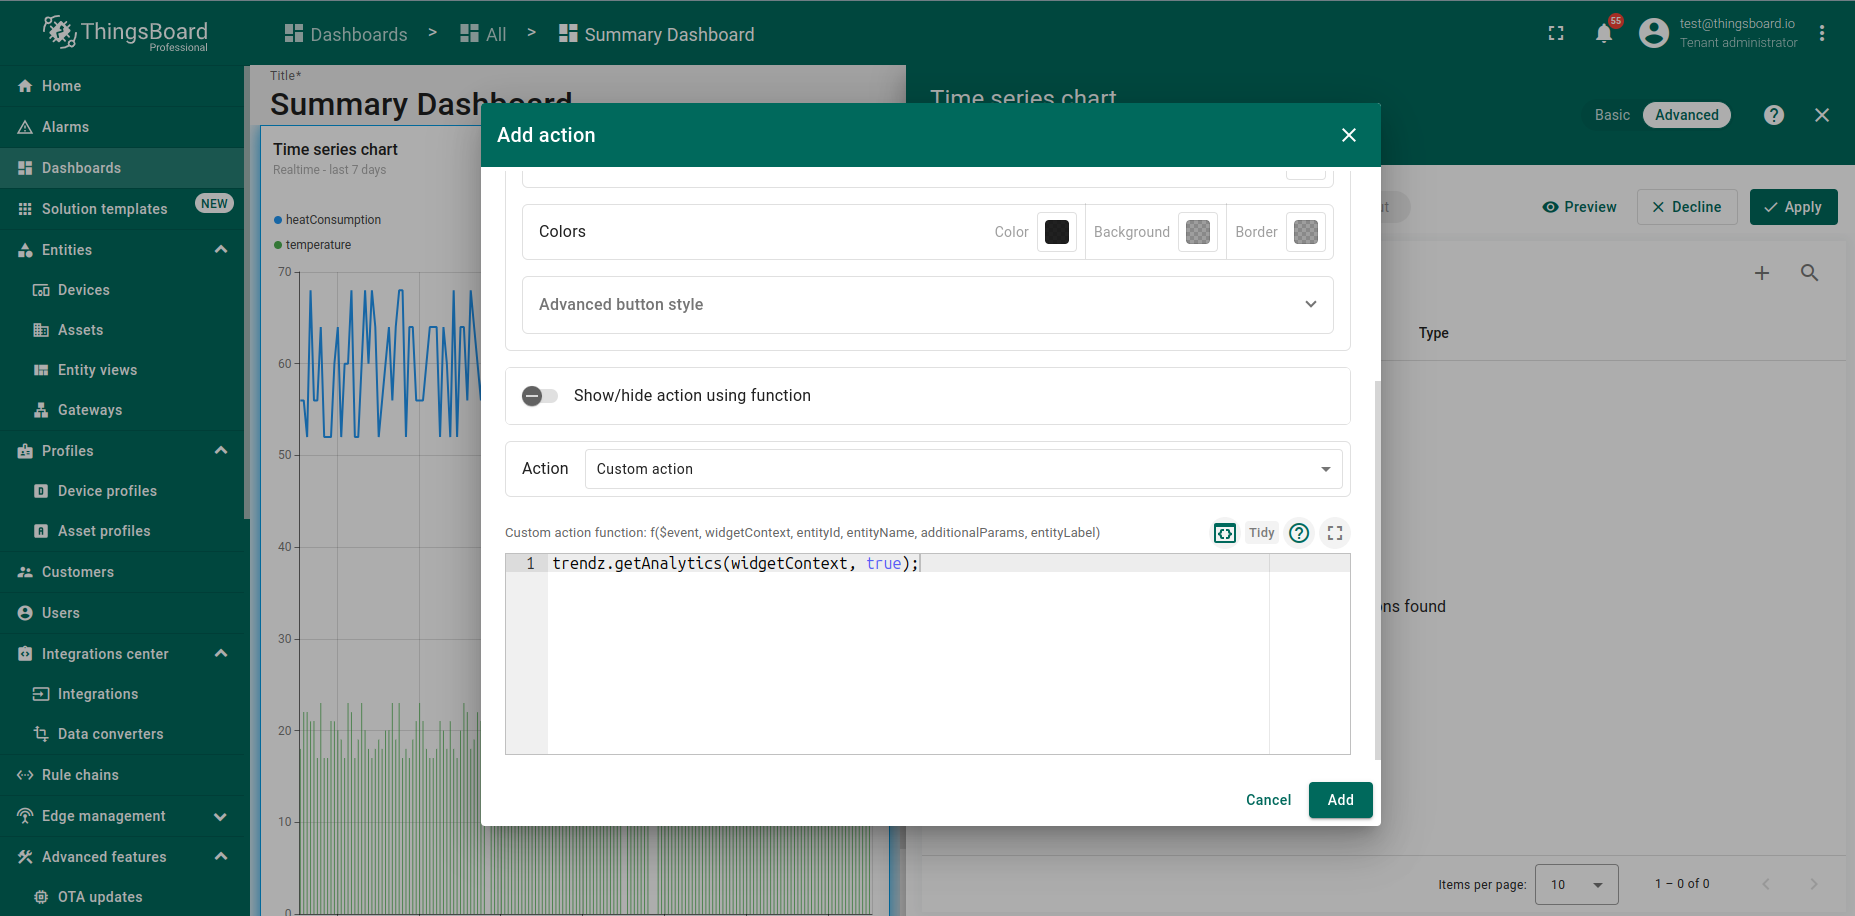 ThingsBoard
Professional
Dashboards > All > Summary Dashboard
55
test@thingsboard.io
Tenant administrator
Home
Alarms
Dashboards
Solution templates NEW
Entities
Devices
Assets
Entity views
Gateways
Profiles
Device profiles
Asset profiles
Customers
Users
Integrations center
Integrations
Data converters
Rule chains
Edge management
Advanced features
OTA updates
Title*
Summary Dashboard
Time series chart
Realtime - last 7 days
heatConsumption
temperature
70
60
50
40
30
20
10
0
Time series chart
Basic Advanced
Preview Decline Apply
Type
Items per page: 10 1 – 0 of 0
Add action
Colors Color Background Border
Advanced button style
Show/hide action using function
Action Custom action
Custom action function: f($event, widgetContext, entityId, entityName, additionalParams, entityLabel) Tidy
1 trendz.getAnalytics(widgetContext, true);
found
Cancel Add